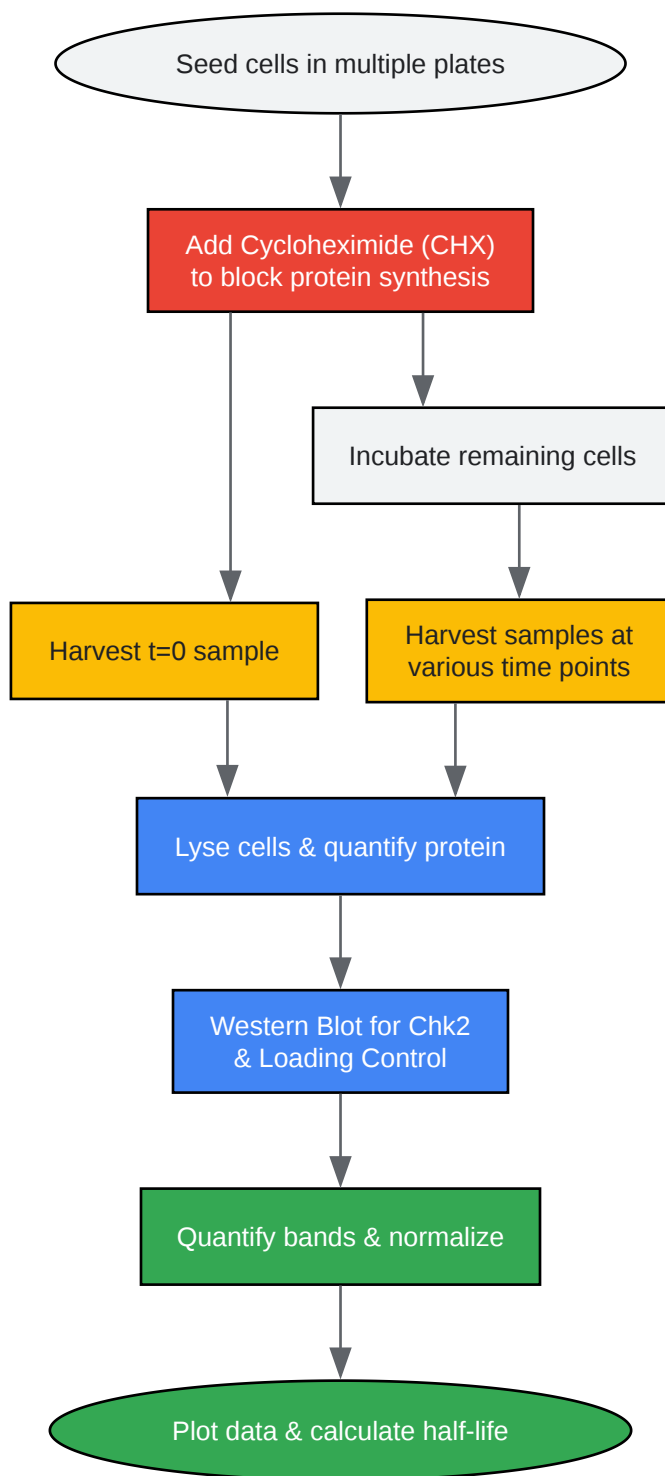 Seed cells in multiple plates
Add Cycloheximide (CHX)
to block protein synthesis
Incubate remaining cells
Harvest t=0 sample
Harvest samples at
various time points
Lyse cells & quantify protein
Western Blot for Chk2
& Loading Control
Quantify bands & normalize
Plot data & calculate half-life